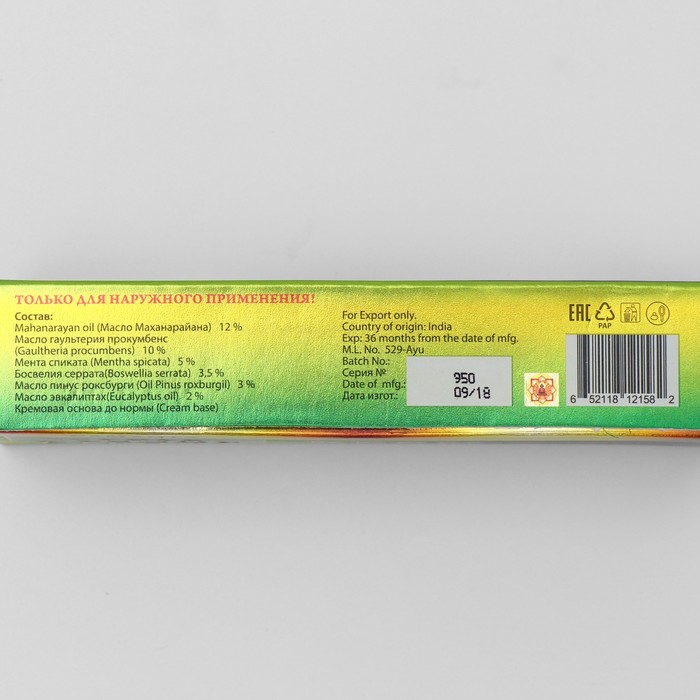 ТОЛЬКО ДЛЯ НАРУЖНОГО ПРИМЕНЕНИЯ!
Состав:
Mahanarayan oil (Масло Маханарайана) 12 %
Масло гаультерия прокумбенс
(Gaultheria procumbens) 10 %
Мента спиката (Mentha spicata) 5 %
Босвелия серрата(Boswellia serrata) 3,5 %
Масло пинус роксбурги (Oil Pinus roxburgil) 3 %
Масло эвкалиптах(Eucalyptus oil) 2 %
Кремовая основа до нормы (Cream base)
For Export only.
Country of origin: India
Exp: 36 months from the date of mfg.
M.L. No. 529-Ayu
Batch No.:
Серия №
950
Date of mfg.:
09/18
Дата изгот.:
EAC
PAP
6 52118 12158 2